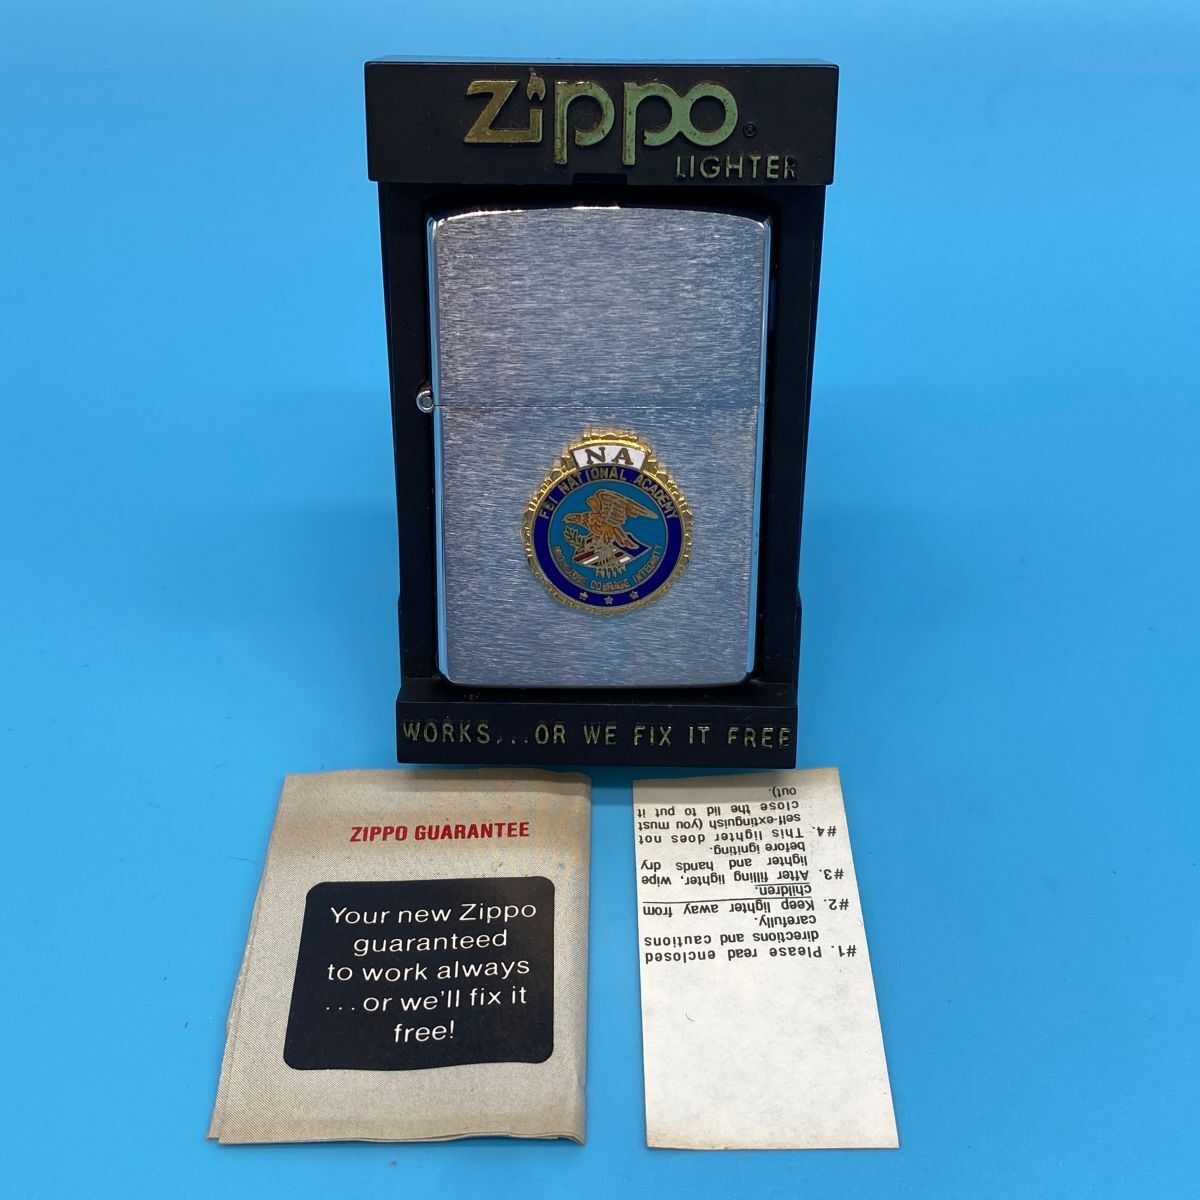 Zippo®
LIGHTER
NA
FBI NATIONAL ACADEMY
KNOWLEDGE COURAGE INTEGRITY
WORKS...OR WE FIX IT FREE
ZIPPO GUARANTEE
Your new Zippo
guaranteed
to work always
...or we'll fix it
free!
#1. Please read enclosed
directions and cautions
carefully.
#2. Keep lighter away from
children.
#3. After filling lighter, wipe
lighter and hands dry
before igniting.
#4. This lighter does not
self-extinguish (you must
close the lid to put it
out).